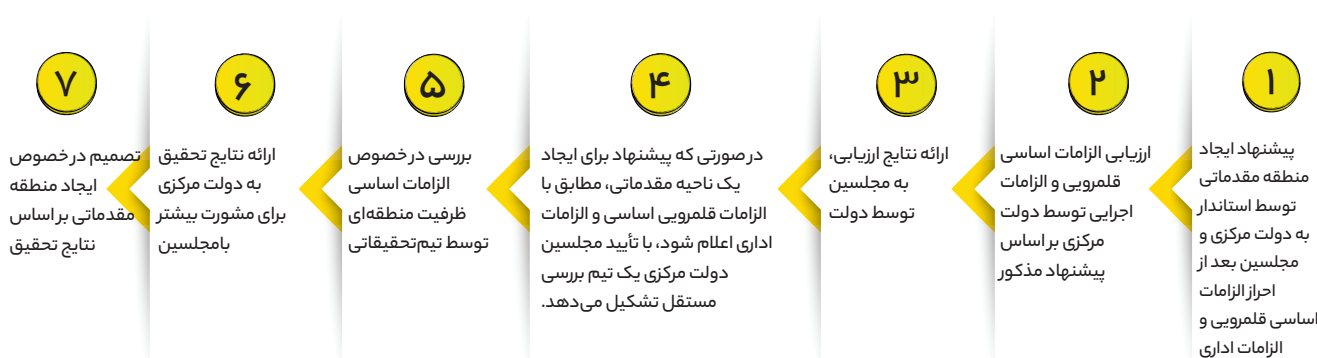 ۱
پیشنهاد ایجاد
منطقه مقدماتی
توسط استاندار
به دولت مرکزی و
مجلسین بعد از
احراز الزامات
اساسی قلمرویی و
الزامات اداری
۲
ارزیابی الزامات اساسی
قلمرویی و الزامات
اجرایی توسط دولت
مرکزی بر اساس
پیشنهاد مذکور
۳
ارائه نتایج ارزیابی،
به مجلسین
توسط دولت
۴
در صورتی که پیشنهاد برای ایجاد
یک ناحیه مقدماتی، مطابق با
الزامات قلمرویی اساسی و الزامات
اداری اعلام شود، با تأیید مجلسین
دولت مرکزی یک تیم بررسی
مستقل تشکیل می‌دهد.
۵
بررسی در خصوص
الزامات اساسی
ظرفیت منطقه‌ای
توسط تیم‌تحقیقاتی
۶
ارائه نتایج تحقیق
به دولت مرکزی
برای مشورت بیشتر
بامجلسین
۷
تصمیم در خصوص
ایجاد منطقه
مقدماتی بر اساس
نتایج تحقیق